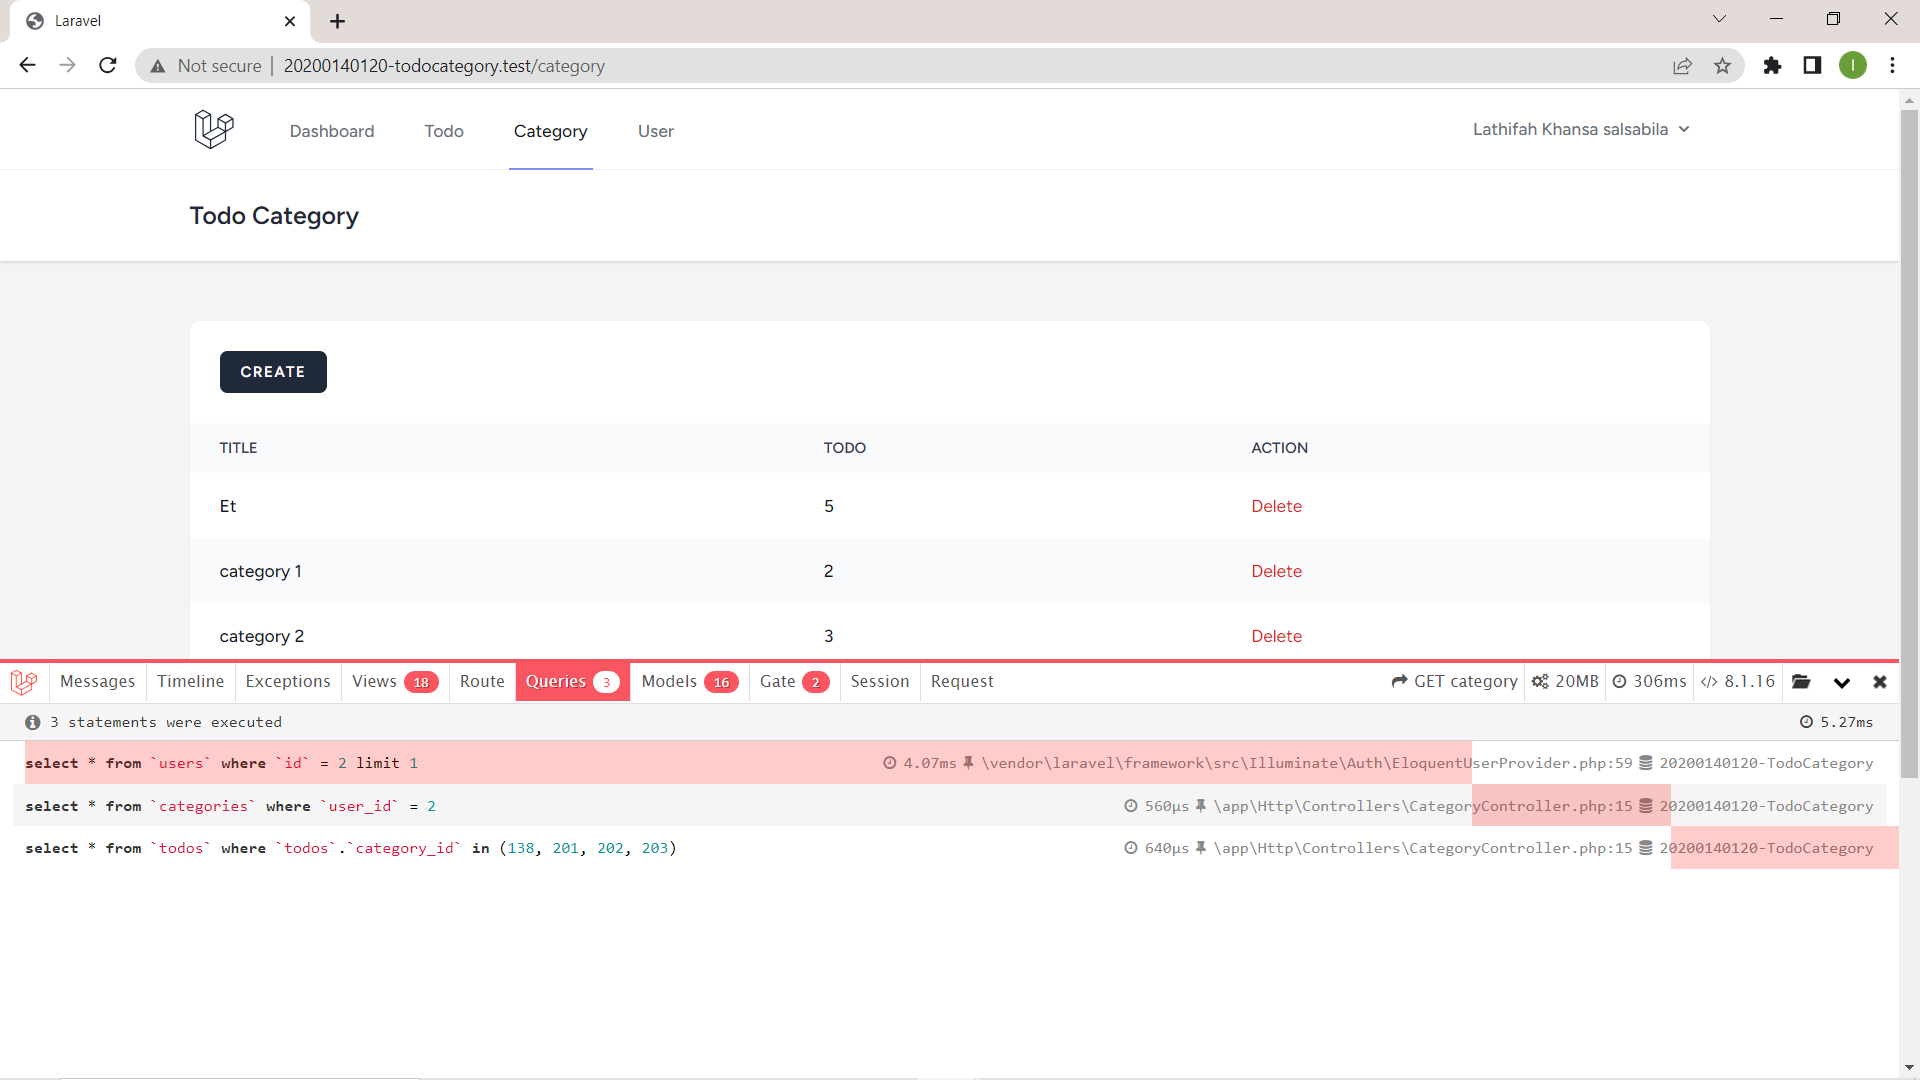 Laravel
Not secure | 20200140120-todocategory.test/category
I
Dashboard Todo Category User Lathifah Khansa salsabila
Todo Category
CREATE
TITLE TODO ACTION
Et 5 Delete
category 1 2 Delete
category 2 3 Delete
Messages Timeline Exceptions Views 18 Route Queries 3 Models 16 Gate 2 Session Request GET category 20MB 306ms </> 8.1.16
3 statements were executed 5.27ms
select * from `users` where `id` = 2 limit 1 4.07ms \vendor\laravel\framework\src\Illuminate\Auth\EloquentUserProvider.php:59 20200140120-TodoCategory
select * from `categories` where `user_id` = 2 560μs \app\Http\Controllers\CategoryController.php:15 20200140120-TodoCategory
select * from `todos` where `todos`.`category_id` in (138, 201, 202, 203) 640μs \app\Http\Controllers\CategoryController.php:15 20200140120-TodoCategory